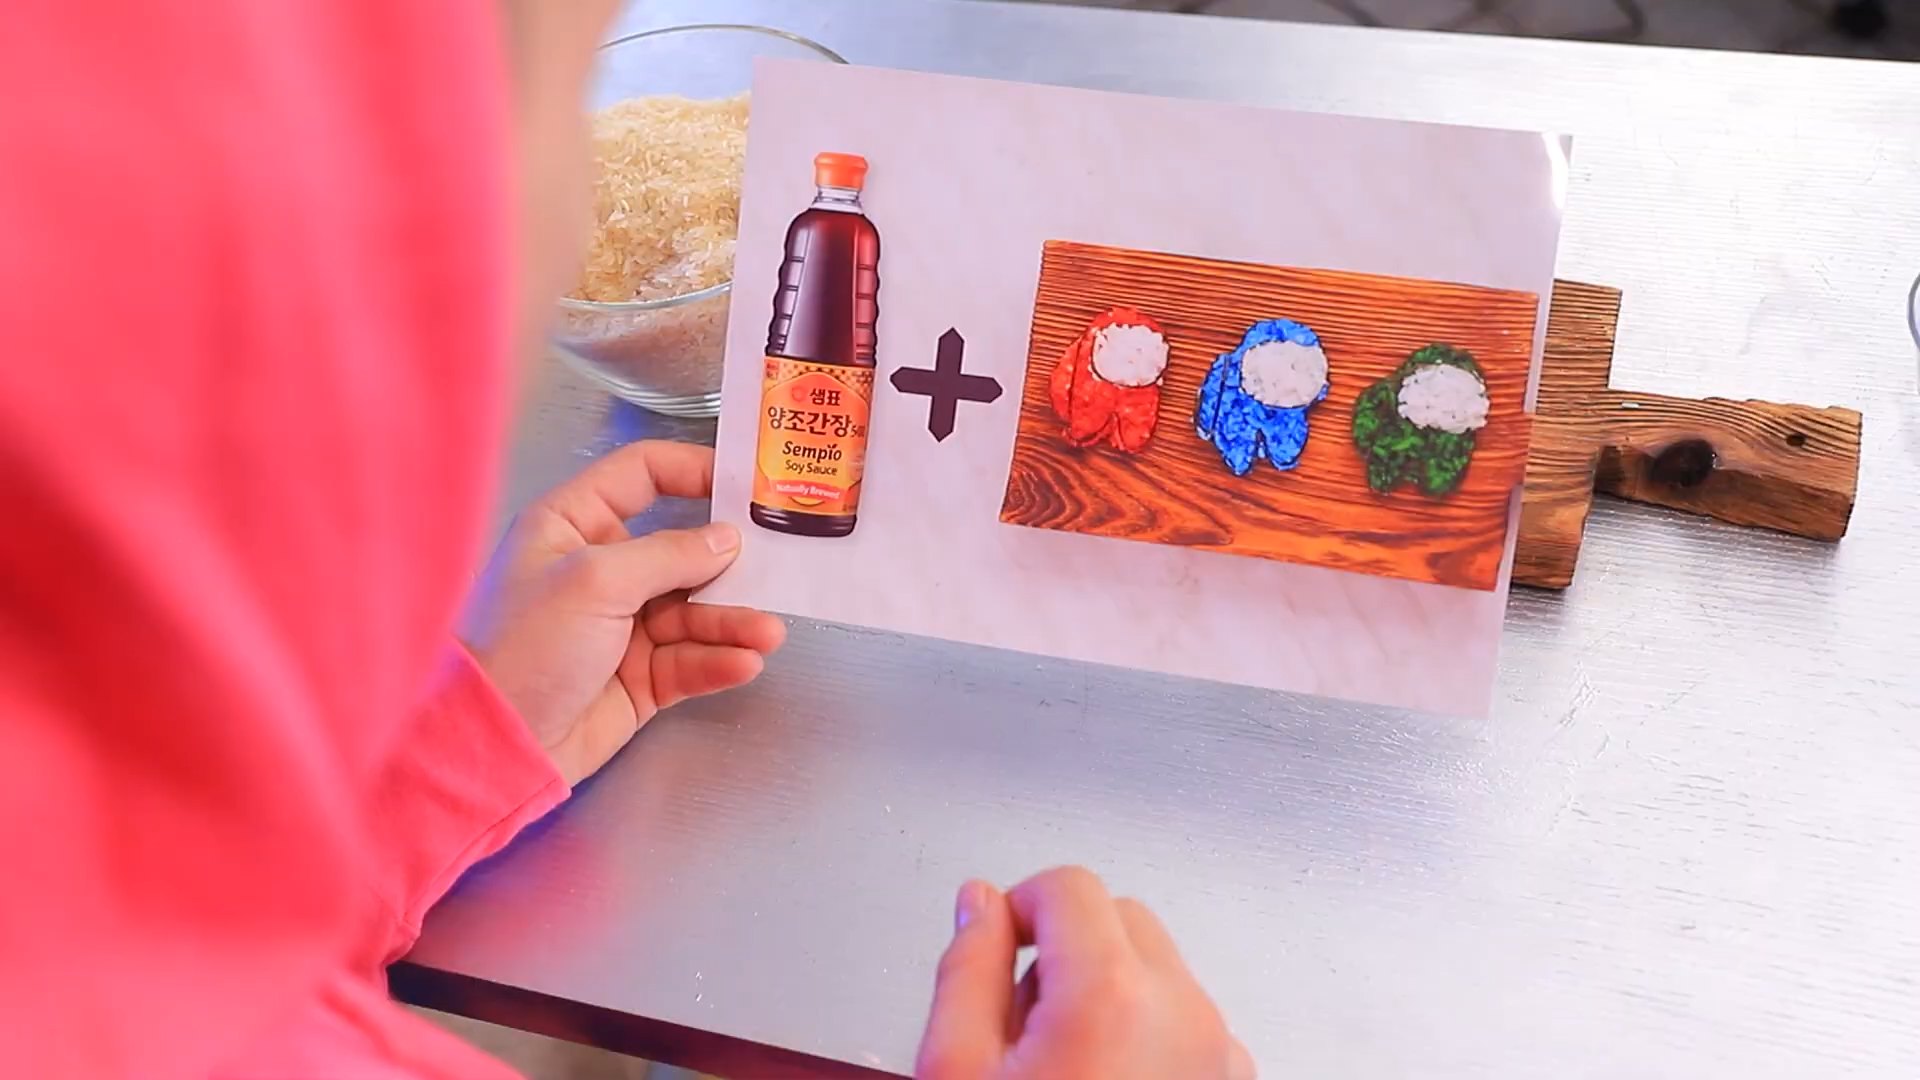 샘표
양조간장
Sempio
Soy Sauce
Naturally Brewed